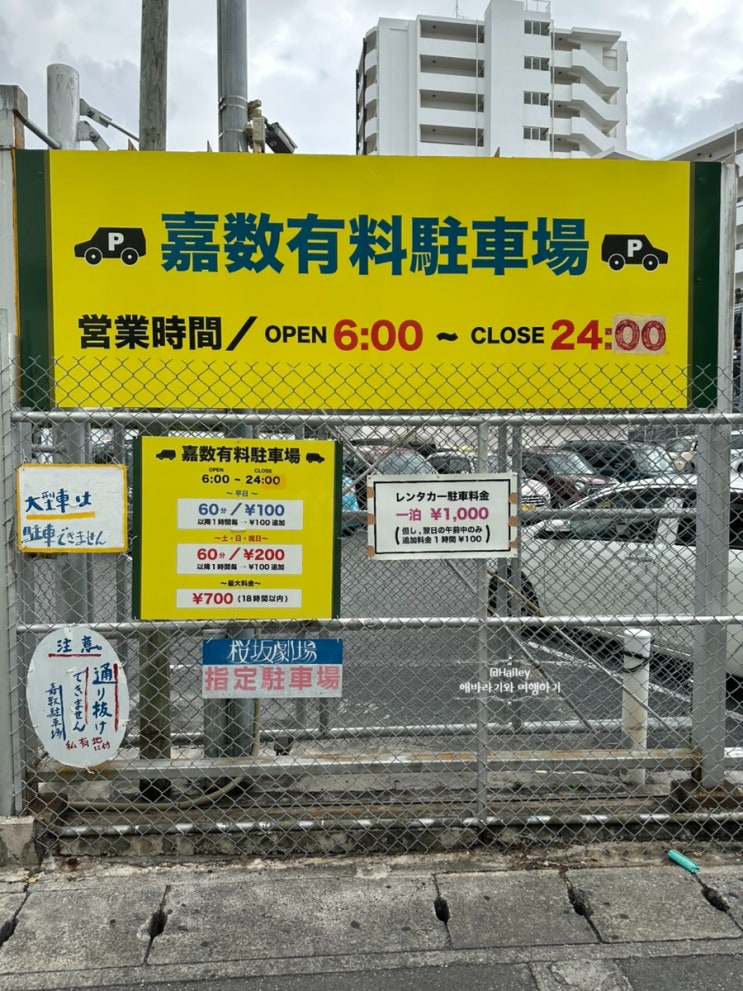 P
嘉数有料駐車場
P
営業時間/OPEN 6:00 ~ CLOSE 24:00
嘉数有料駐車場
OPEN CLOSE
6:00 ~ 24:00
~ 平日 ~
60分/¥100
以降1時間毎 → ¥100追加
~土・日・祝日~
60分/¥200
以降1時間毎 → ¥100追加
~最大料金~
¥700 (18時間以内)
レンタカー駐車料金
一泊 ¥1,000
(但し、翌日の午前中のみ
追加料金1時間¥100)
大型車は
駐車できません
注意。
通り抜け
できません
嘉数駐車場
私有地に付
桜坂劇場
指定駐車場
@Hailey
해바라기와 여행하기